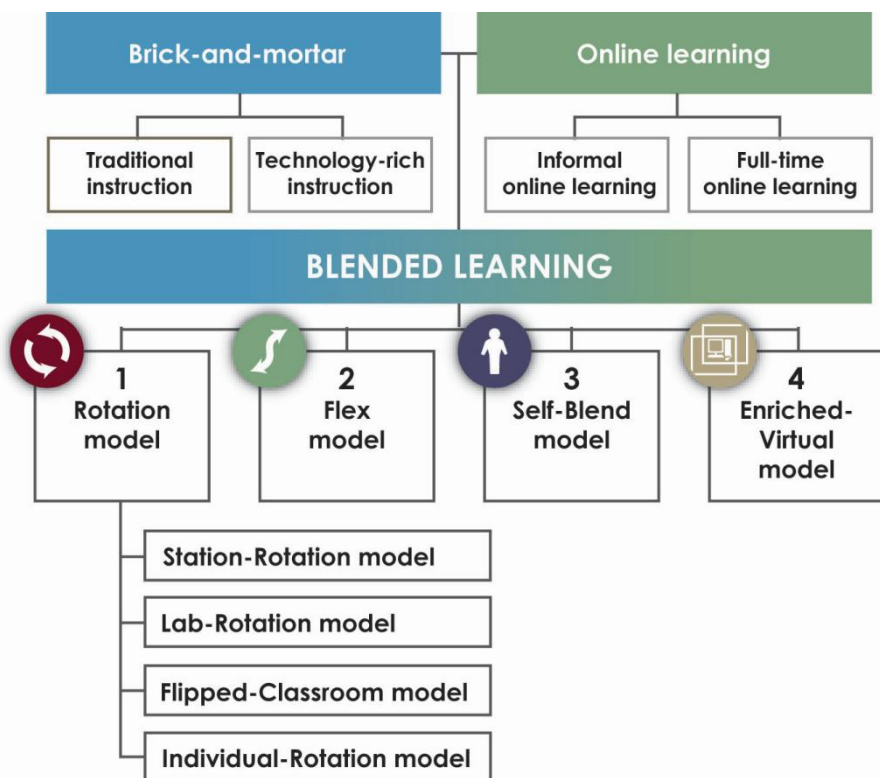 Brick-and-mortar
Online learning
Traditional
instruction
Technology-rich
instruction
Informal
online learning
Full-time
online learning
BLENDED LEARNING
1
Rotation
model
2
Flex
model
3
Self-Blend
model
4
Enriched-
Virtual
model
Station-Rotation model
Lab-Rotation model
Flipped-Classroom model
Individual-Rotation model